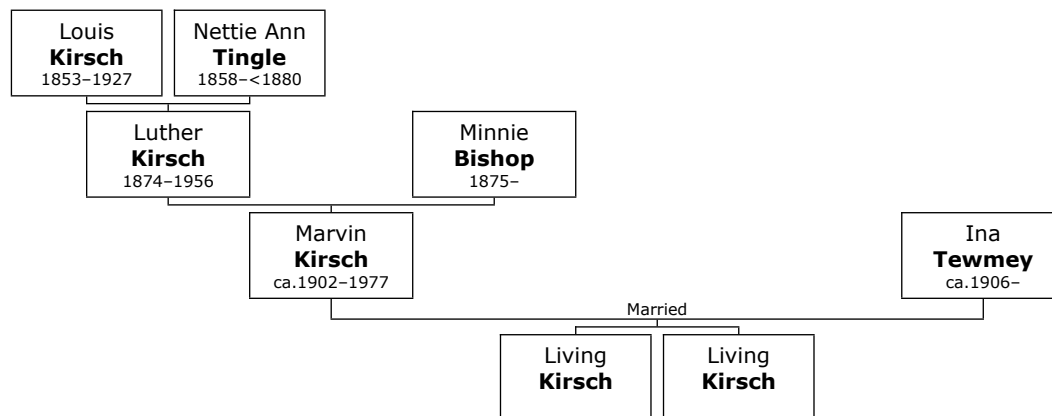 Louis
Kirsch
1853–1927
Nettie Ann
Tingle
1858–<1880
Luther
Kirsch
1874–1956
Minnie
Bishop
1875–
Marvin
Kirsch
ca.1902–1977
Ina
Tewmey
ca.1906–
Married
Living
Kirsch
Living
Kirsch